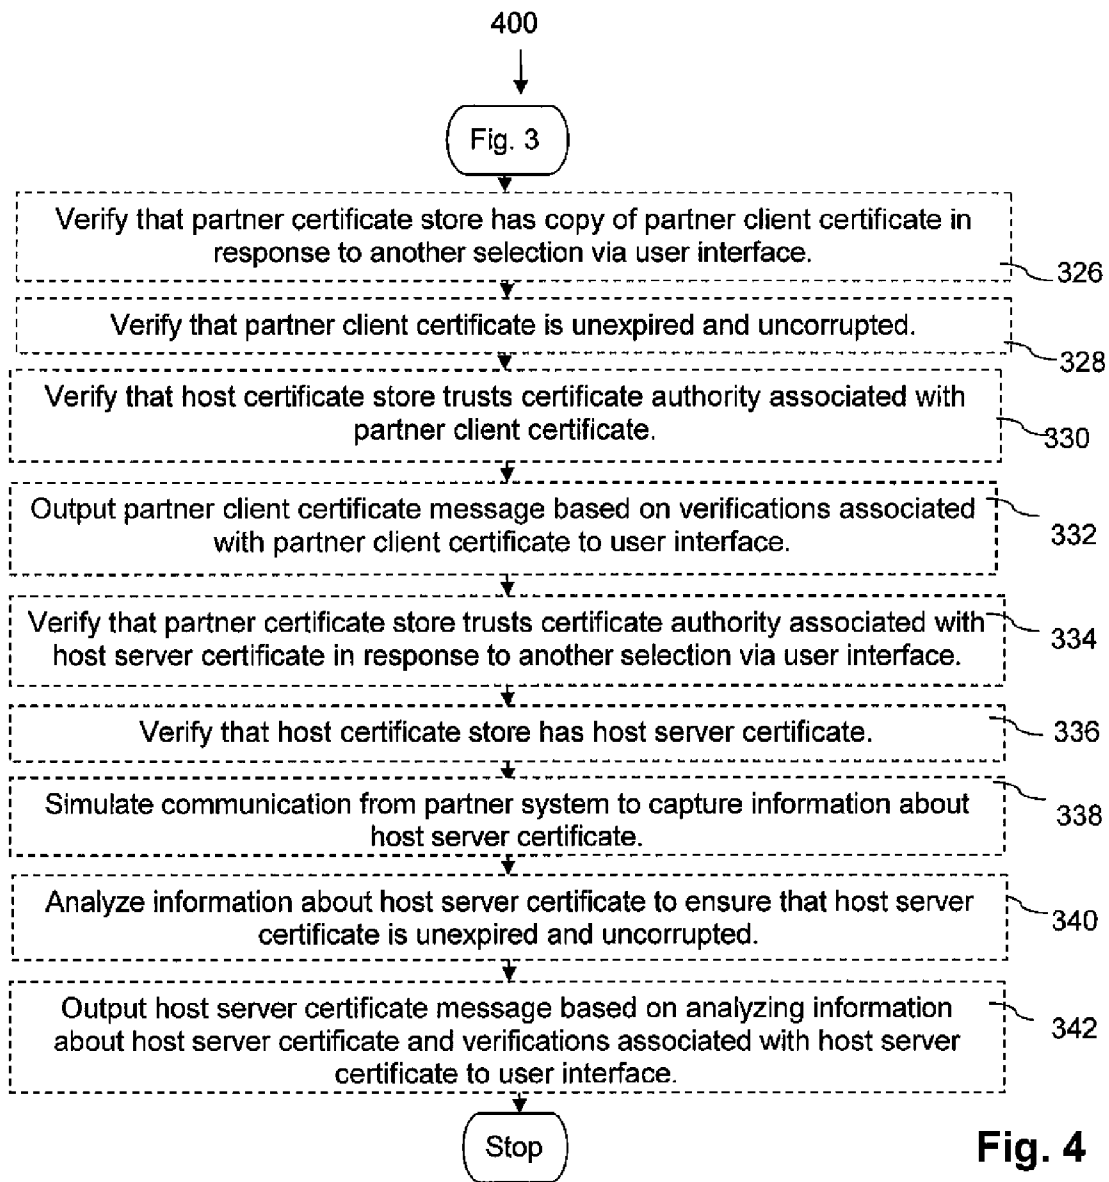 400
Fig. 3
Verify that partner certificate store has copy of partner client certificate in
response to another selection via user interface.
326
Verify that partner client certificate is unexpired and uncorrupted.
328
Verify that host certificate store trusts certificate authority associated with
partner client certificate.
330
Output partner client certificate message based on verifications associated
with partner client certificate to user interface.
332
Verify that partner certificate store trusts certificate authority associated with
host server certificate in response to another selection via user interface.
334
Verify that host certificate store has host server certificate.
336
Simulate communication from partner system to capture information about
host server certificate.
338
Analyze information about host server certificate to ensure that host server
certificate is unexpired and uncorrupted.
340
Output host server certificate message based on analyzing information
about host server certificate and verifications associated with host server
certificate to user interface.
342
Stop
Fig. 4